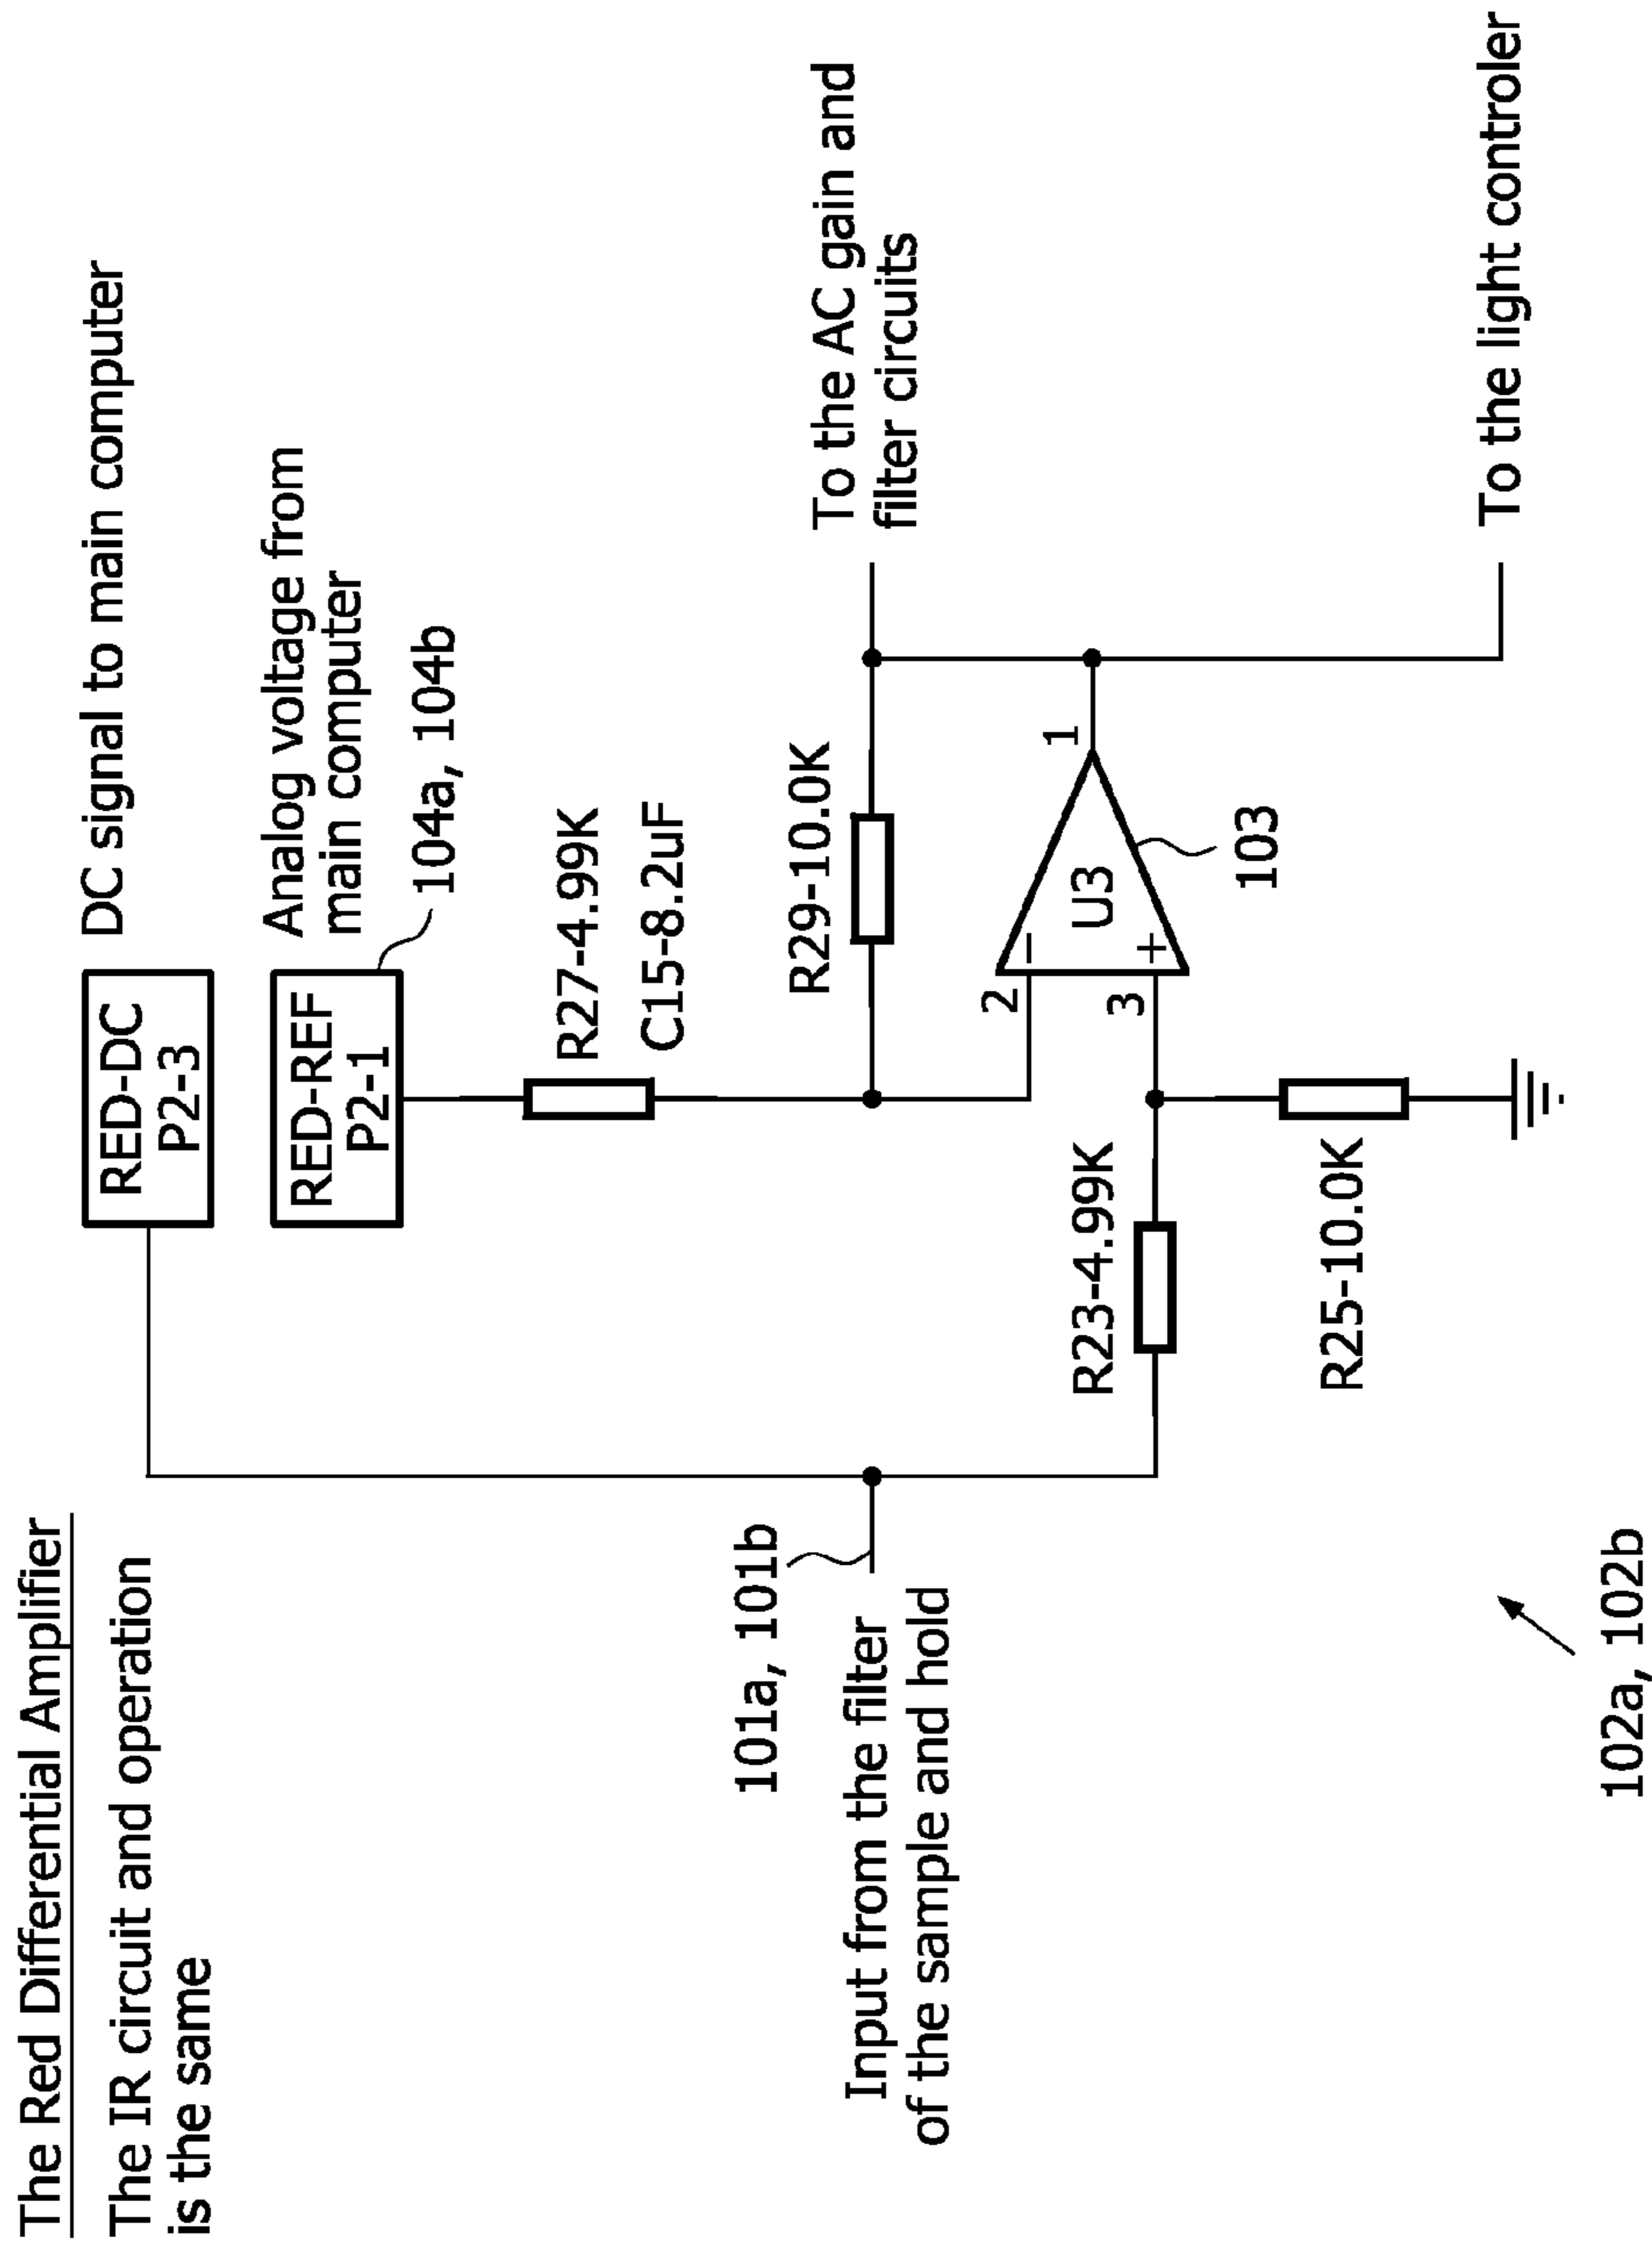 The Red Differential Amplifier
The IR circuit and operation
is the same
RED-DC
P2-3
DC signal to main computer
RED-REF
P2-1
Analog voltage from
main computer
104a, 104b
R27-4.99K
C15-8.2uF
101a, 101b
Input from the filter
of the sample and hold
R29-10.0K
To the AC gain and
filter circuits
2
3
−
+
U3
1
103
R23-4.99K
R25-10.0K
To the light controler
102a, 102b